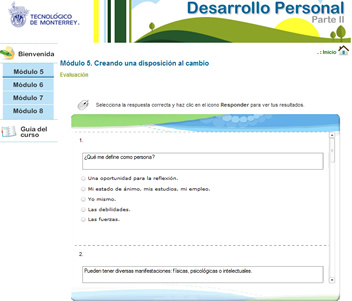 TECNOLÓGICO
DE MONTERREY.
Desarrollo Personal
Parte II
Bienvenida
.: Inicio
Módulo 5
Módulo 6
Módulo 7
Módulo 8
Guía del
curso
Módulo 5. Creando una disposición al cambio
Evaluación
Selecciona la respuesta correcta y haz clic en el icono Responder para ver tus resultados.
1.
¿Qué me define como persona?
Una oportunidad para la reflexión.
Mi estado de ánimo, mis estudios, mi empleo.
Yo mismo.
Las debilidades.
Las fuerzas.
2.
Pueden tener diversas manifestaciones: Físicas, psicológicas o intelectuales.